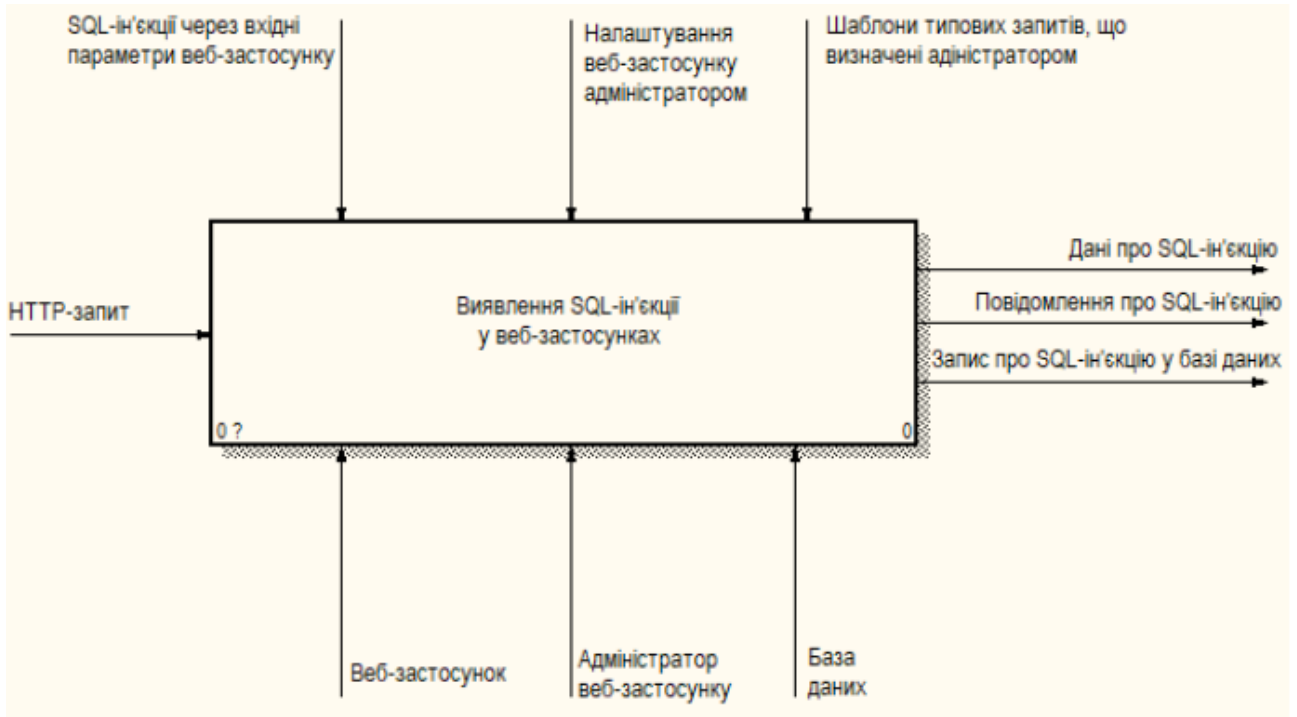 SQL-ін'єкції через вхідні
параметри веб-застосунку
Налаштування
веб-застосунку
адміністратором
Шаблони типових запитів, що
визначені адіністратором
HTTP-запит
Виявлення SQL-ін'єкції
у веб-застосунках
0 ?
0
Дані про SQL-ін'єкцію
Повідомлення про SQL-ін'єкцію
Запис про SQL-ін'єкцію у базі даних
Веб-застосунок
Адміністратор
веб-застосунку
База
даних